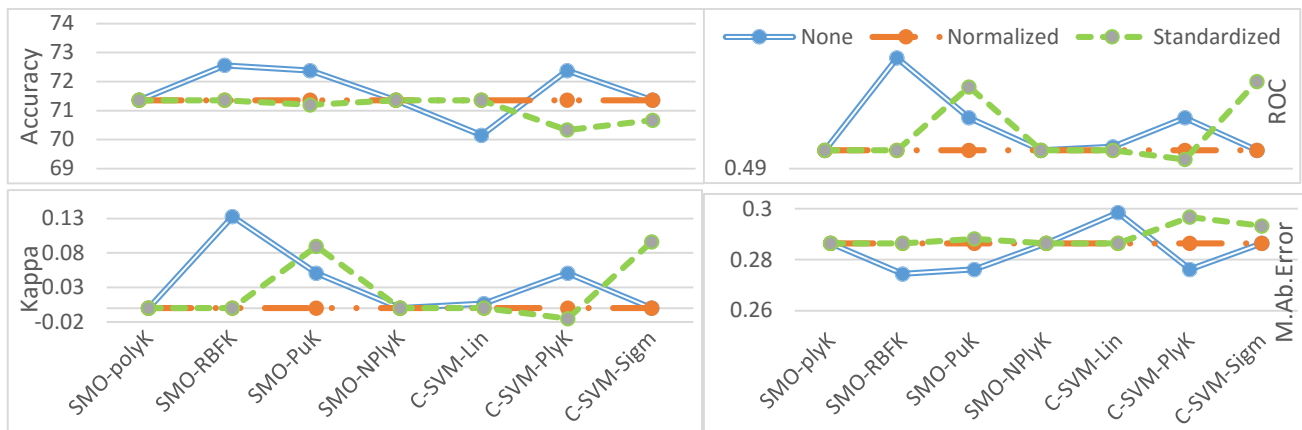 74
73
72
71
70
69
Accuracy
None
Normalized
Standardized
0.49
ROC
0.13
0.08
0.03
-0.02
Kappa
SMO-polyK
SMO-RBFK
SMO-PuK
SMO-NPlyK
C-SVM-Lin
C-SVM-PlyK
C-SVM-Sigm
0.3
0.28
0.26
M.Ab.Error
SMO-plyK
SMO-RBFK
SMO-PuK
SMO-NPlyK
C-SVM-Lin
C-SVM-PlyK
C-SVM-Sigm